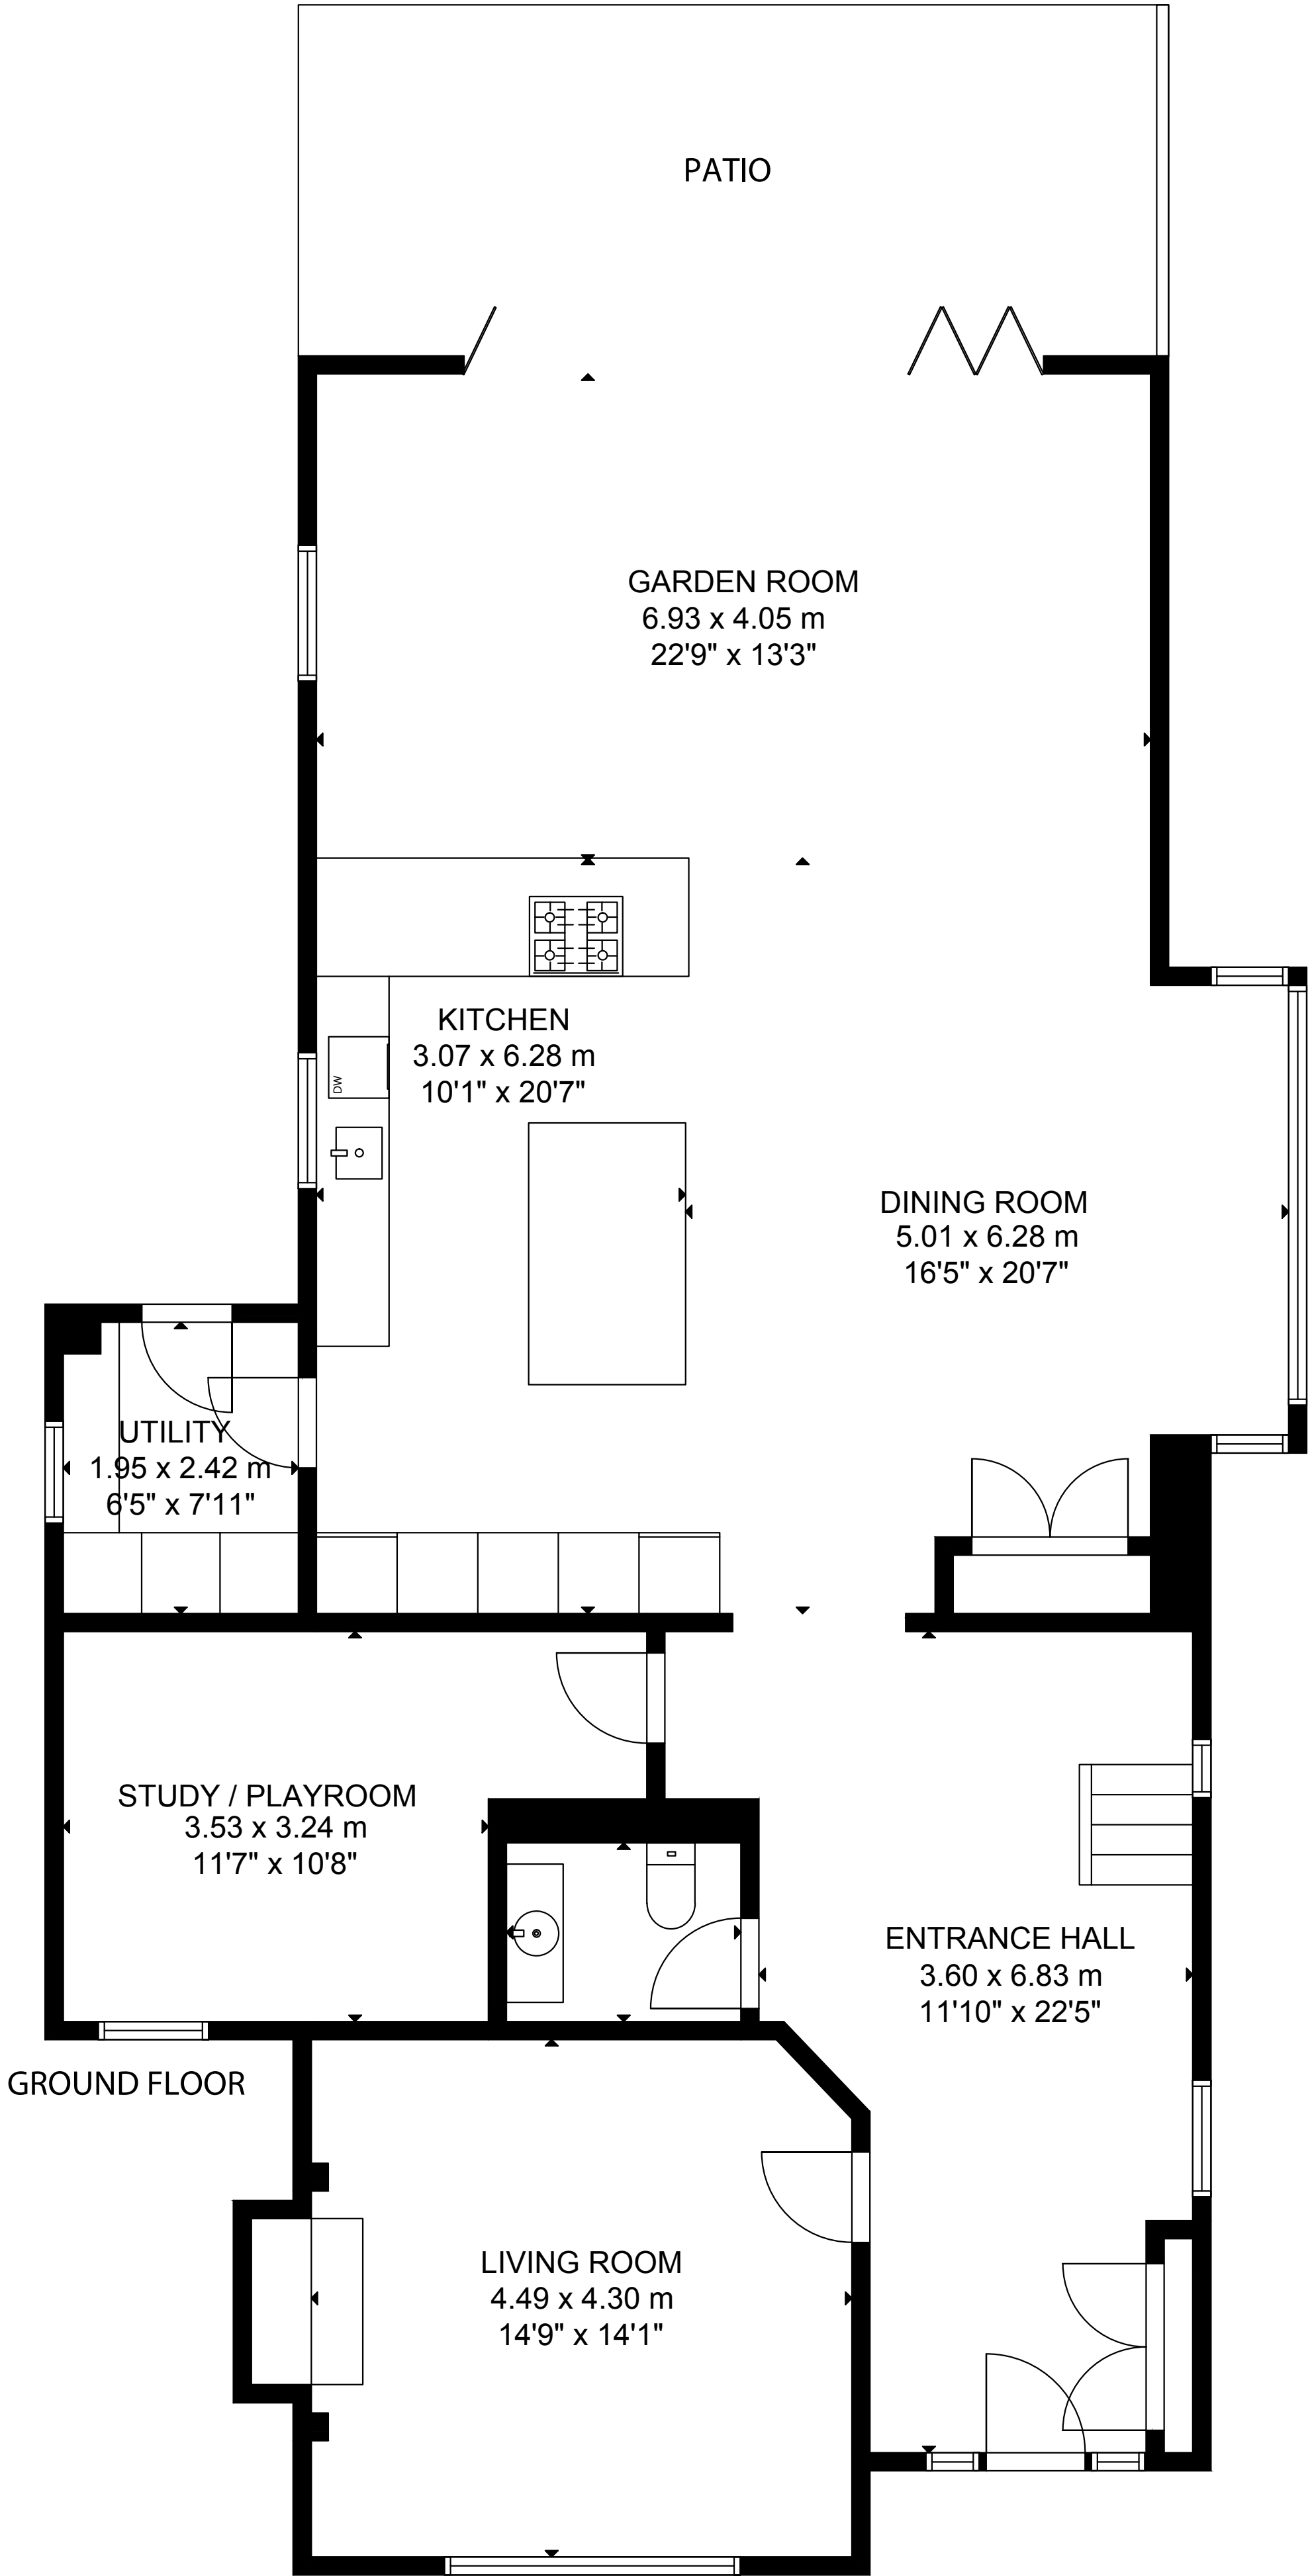 PATIO
GARDEN ROOM
6.93 x 4.05 m
22'9" x 13'3"
KITCHEN
3.07 x 6.28 m
10'1" x 20'7"
DW
DINING ROOM
5.01 x 6.28 m
16'5" x 20'7"
UTILITY
1.95 x 2.42 m
6'5" x 7'11"
STUDY / PLAYROOM
3.53 x 3.24 m
11'7" x 10'8"
ENTRANCE HALL
3.60 x 6.83 m
11'10" x 22'5"
GROUND FLOOR
LIVING ROOM
4.49 x 4.30 m
14'9" x 14'1"